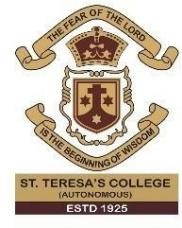 THE FEAR OF THE LORD
IS THE BEGINNING OF WISDOM
ST. TERESA'S COLLEGE
(AUTONOMOUS)
ESTD 1925